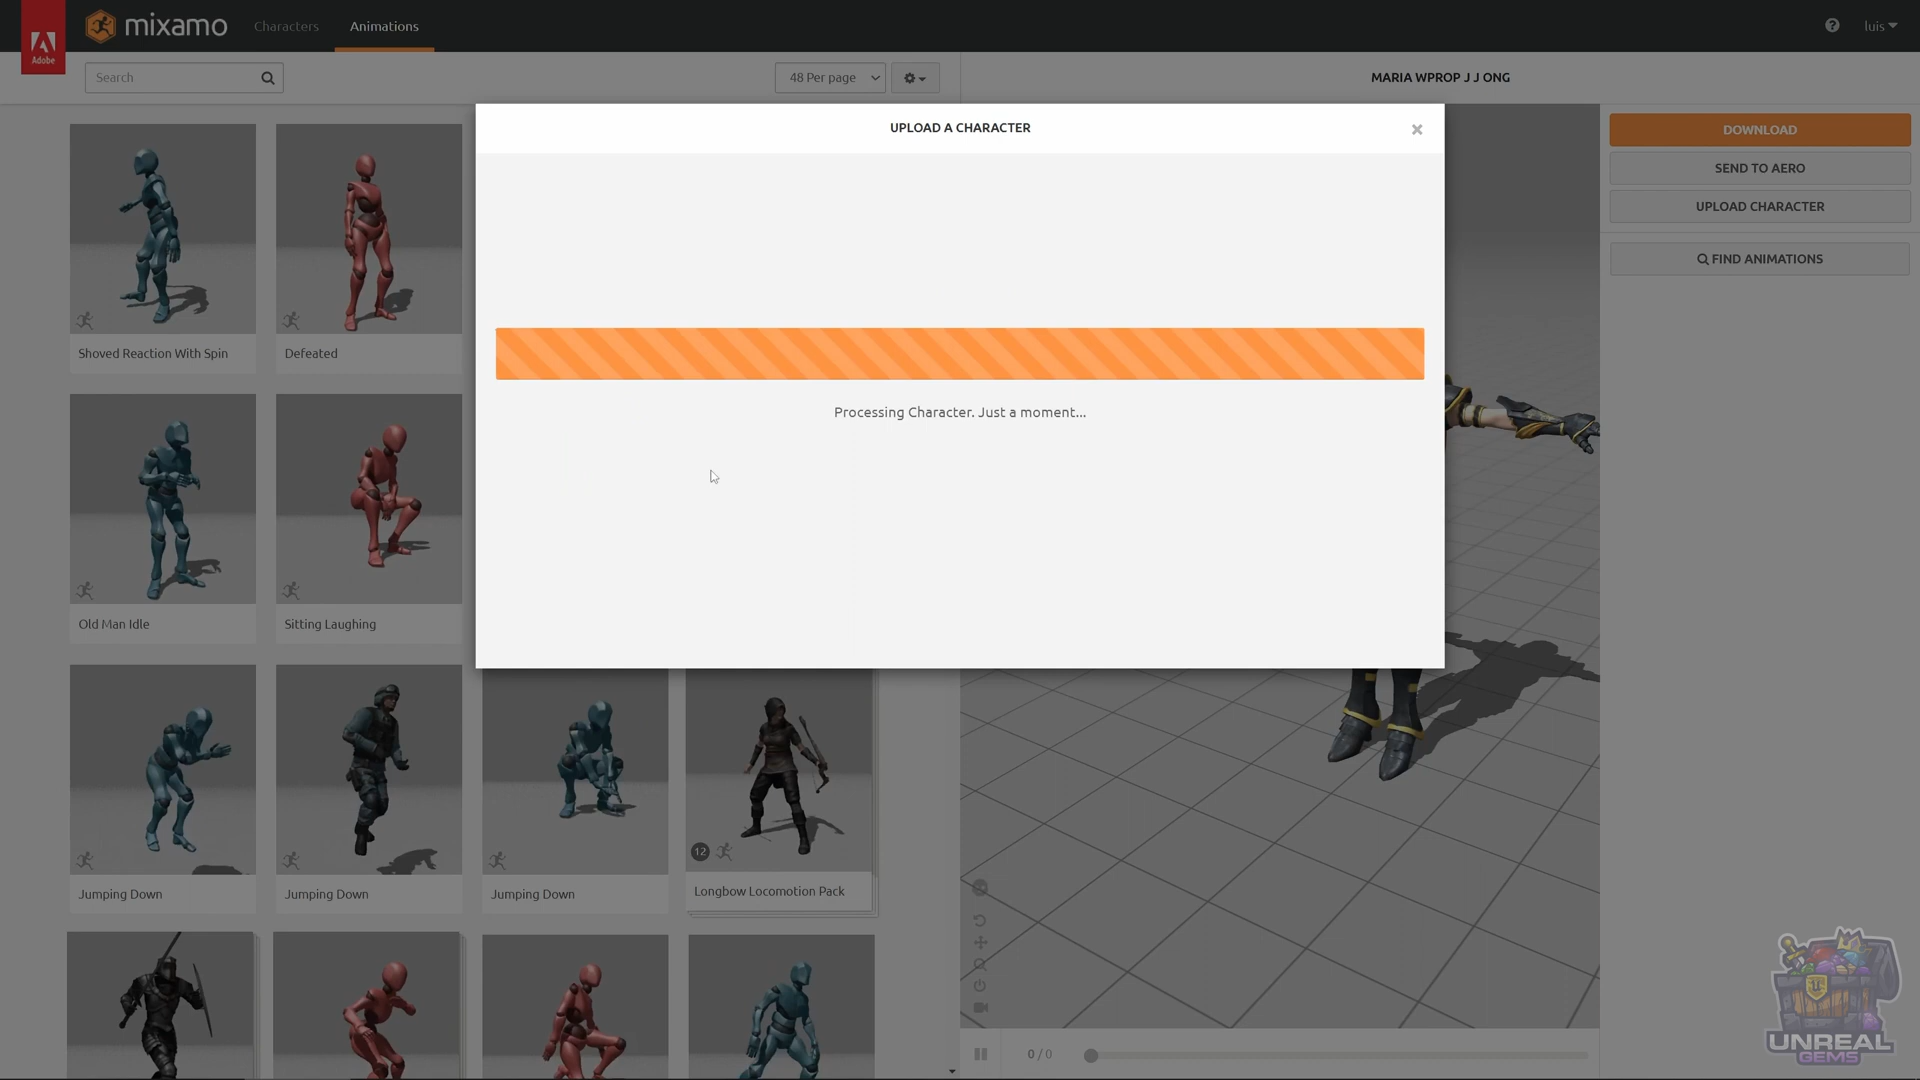 Adobe
mixamo
Characters
Animations
luis
Search
48 Per page
MARIA WPROP J J ONG
UPLOAD A CHARACTER
DOWNLOAD
SEND TO AERO
UPLOAD CHARACTER
FIND ANIMATIONS
Shoved Reaction With Spin
Defeated
Processing Character. Just a moment...
Old Man Idle
Sitting Laughing
12
Jumping Down
Jumping Down
Jumping Down
Longbow Locomotion Pack
0 / 0
UNREAL
GEMS